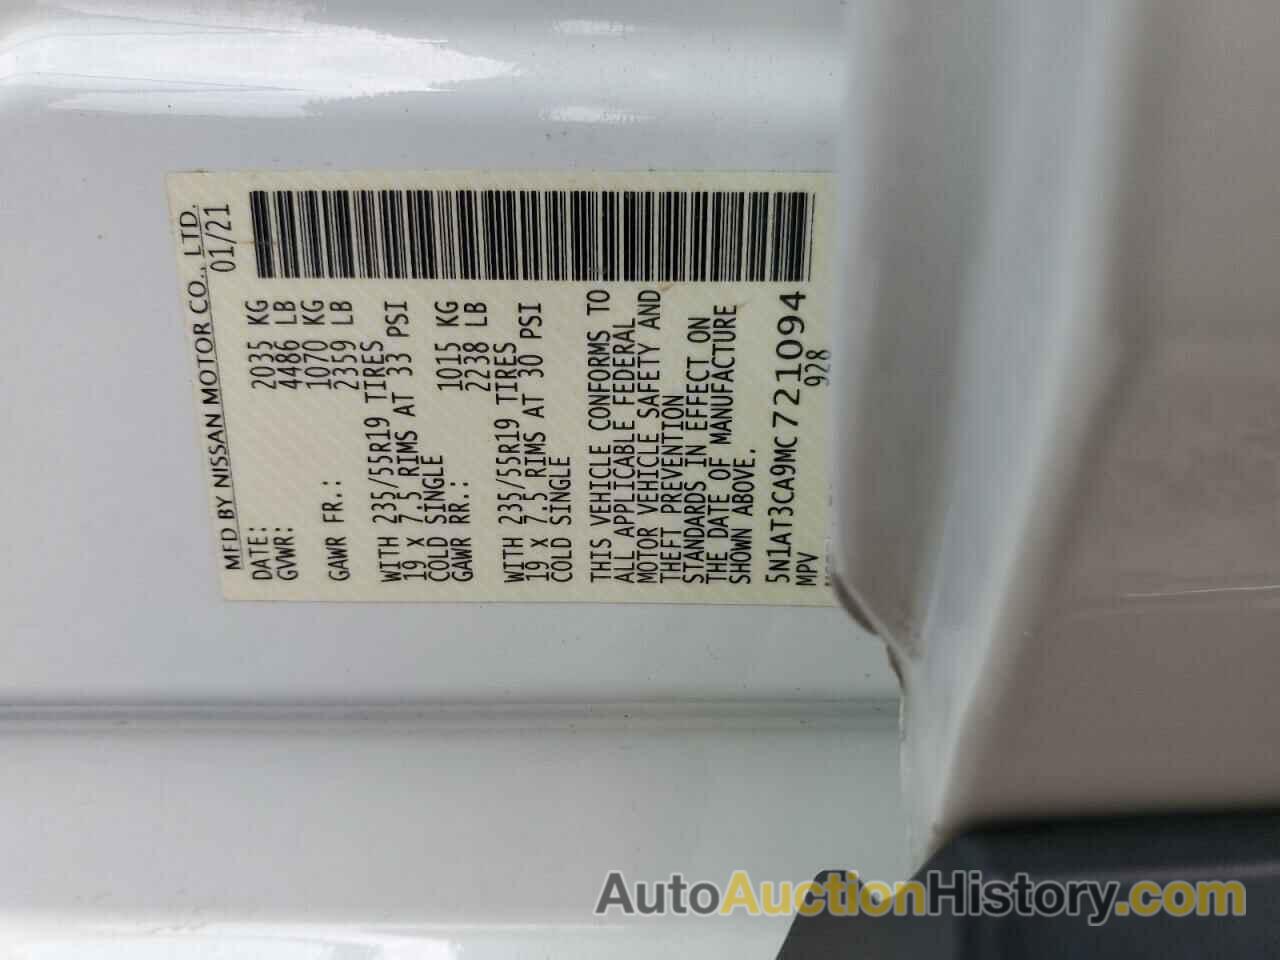 MFD BY NISSAN MOTOR CO., LTD.
DATE: 01/21
GVWR: 2035 KG
4486 LB
GAWR FR.: 1070 KG
2359 LB
WITH 235/55R19 TIRES
19 X 7.5 RIMS AT 33 PSI
COLD SINGLE
GAWR RR.: 1015 KG
2238 LB
WITH 235/55R19 TIRES
19 X 7.5 RIMS AT 30 PSI
COLD SINGLE
THIS VEHICLE CONFORMS TO
ALL APPLICABLE FEDERAL
MOTOR VEHICLE SAFETY AND
THEFT PREVENTION
STANDARDS IN EFFECT ON
THE DATE OF MANUFACTURE
SHOWN ABOVE.
5N1AT3CA9MC721094
MPV 928
AutoAuctionHistory.com